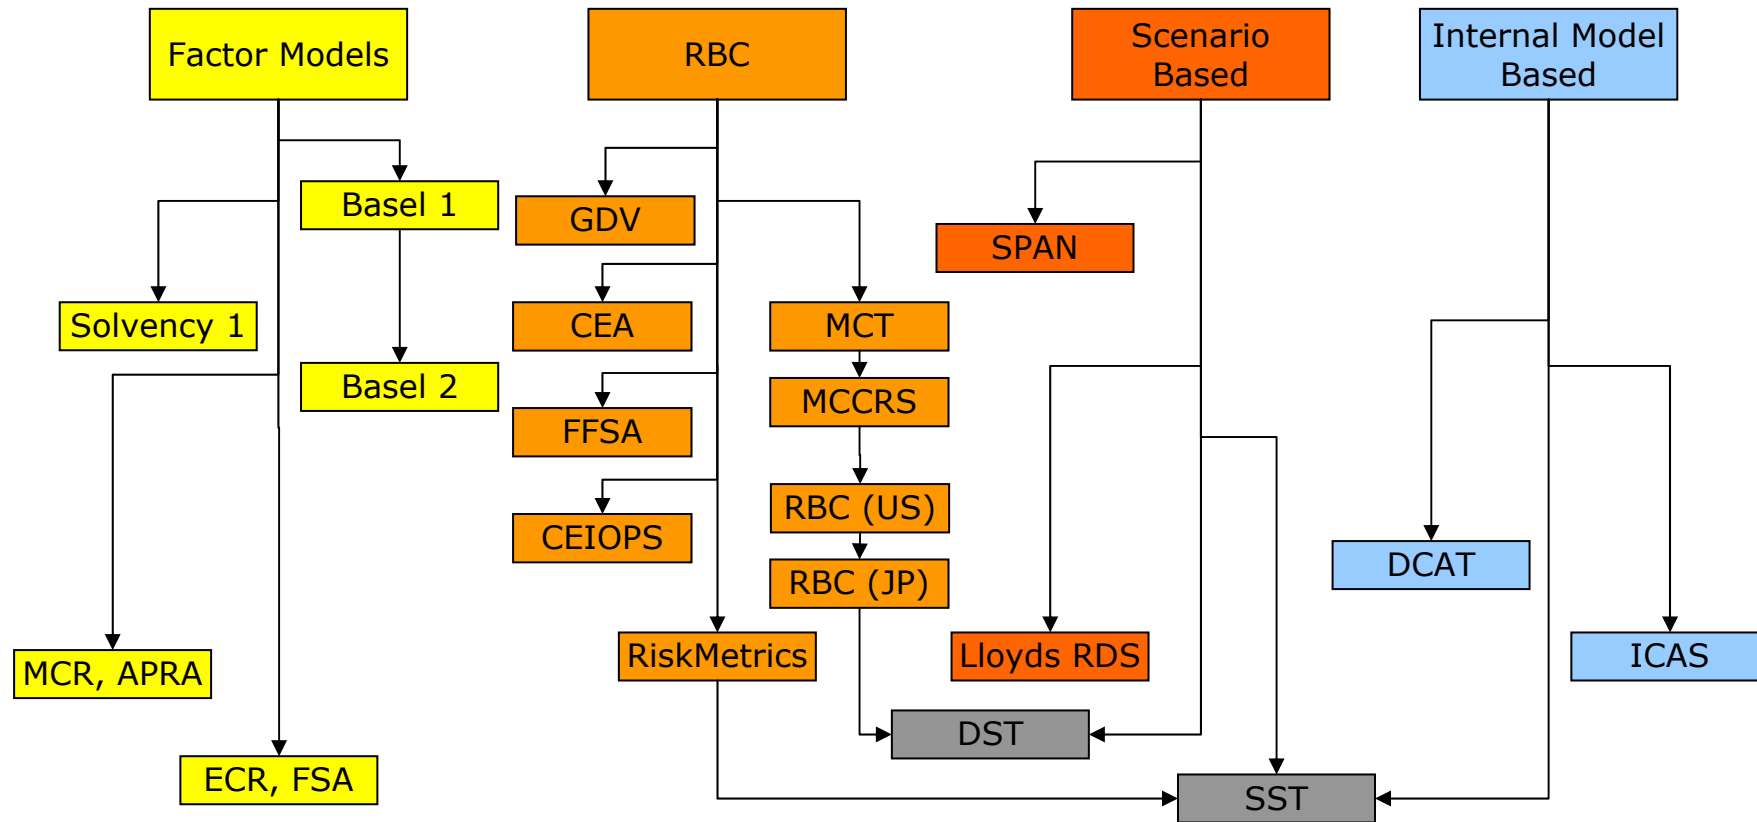 Factor Models
RBC
Scenario
Based
Internal Model
Based
Basel 1
GDV
SPAN
Solvency 1
CEA
MCT
Basel 2
MCCRS
FFSA
RBC (US)
CEIOPS
DCAT
RBC (JP)
MCR, APRA
RiskMetrics
Lloyds RDS
ICAS
DST
ECR, FSA
SST